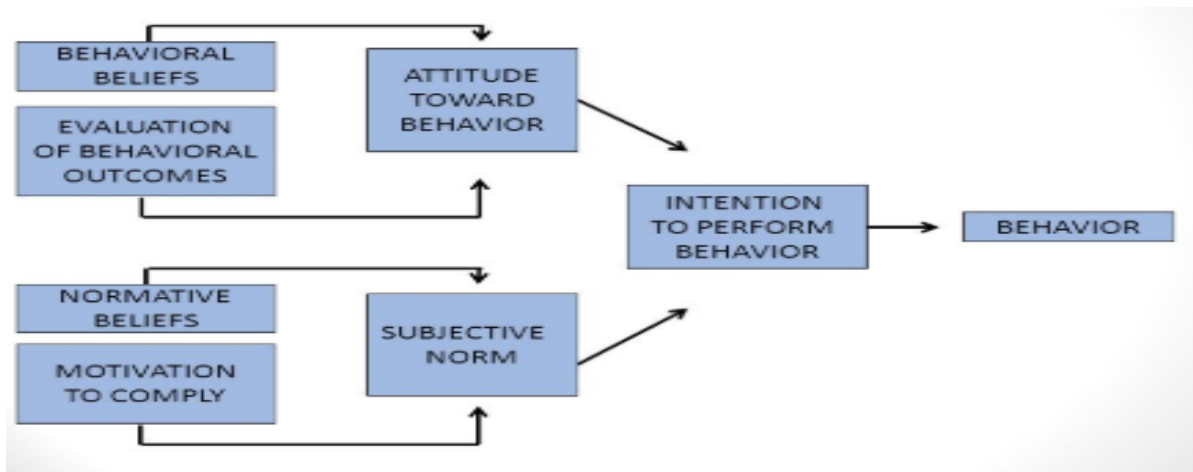 BEHAVIORAL
BELIEFS
EVALUATION
OF BEHAVIORAL
OUTCOMES
ATTITUDE
TOWARD
BEHAVIOR
NORMATIVE
BELIEFS
MOTIVATION
TO COMPLY
SUBJECTIVE
NORM
INTENTION
TO PERFORM
BEHAVIOR
BEHAVIOR